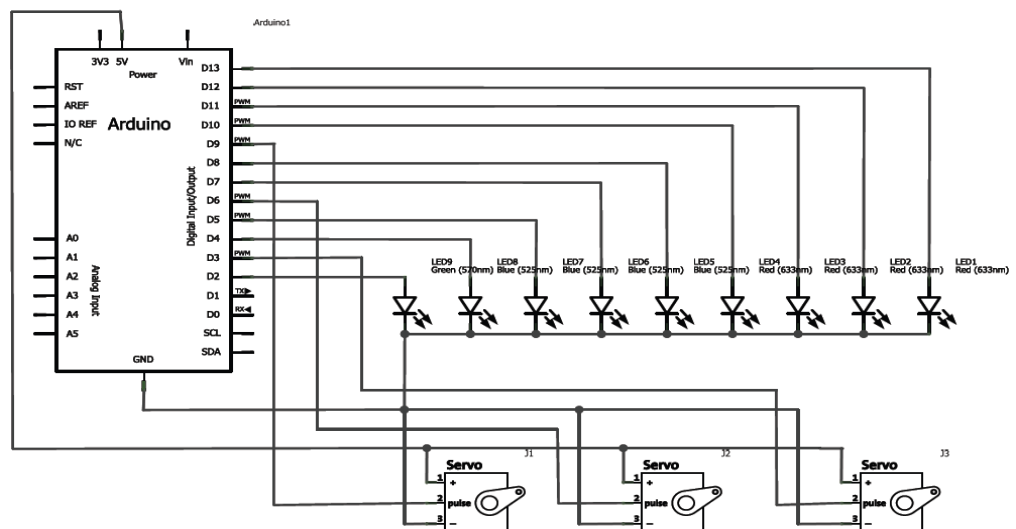 Arduino1
3V3 5V Vin
Power
RST
AREF
IO REF
N/C
Arduino
A0
A1
A2
A3
A4
A5
Analog Input
Digital Input/Output
D13
D12
D11 PWM
D10 PWM
D9 PWM
D8
D7
D6 PWM
D5 PWM
D4
D3 PWM
D2
D1 TX
D0 RX
SCL
SDA
GND
LED9
Green (570nm)
LED8
Blue (525nm)
LED7
Blue (525nm)
LED6
Blue (525nm)
LED5
Blue (525nm)
LED4
Red (633nm)
LED3
Red (633nm)
LED2
Red (633nm)
LED1
Red (633nm)
J1
Servo
1 +
2 pulse
3 −
J2
Servo
1 +
2 pulse
3 −
J3
Servo
1 +
2 pulse
3 −